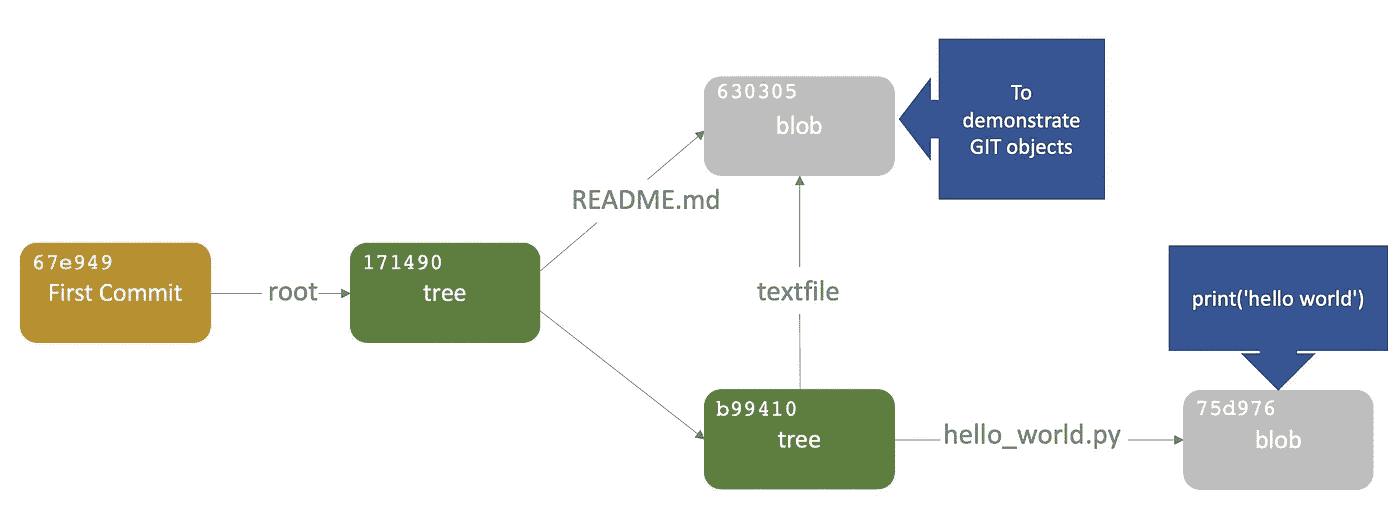 630305
blob
To
demonstrate
GIT objects
README.md
67e949
First Commit
root
171490
tree
textfile
print('hello world')
b99410
tree
hello_world.py
75d976
blob